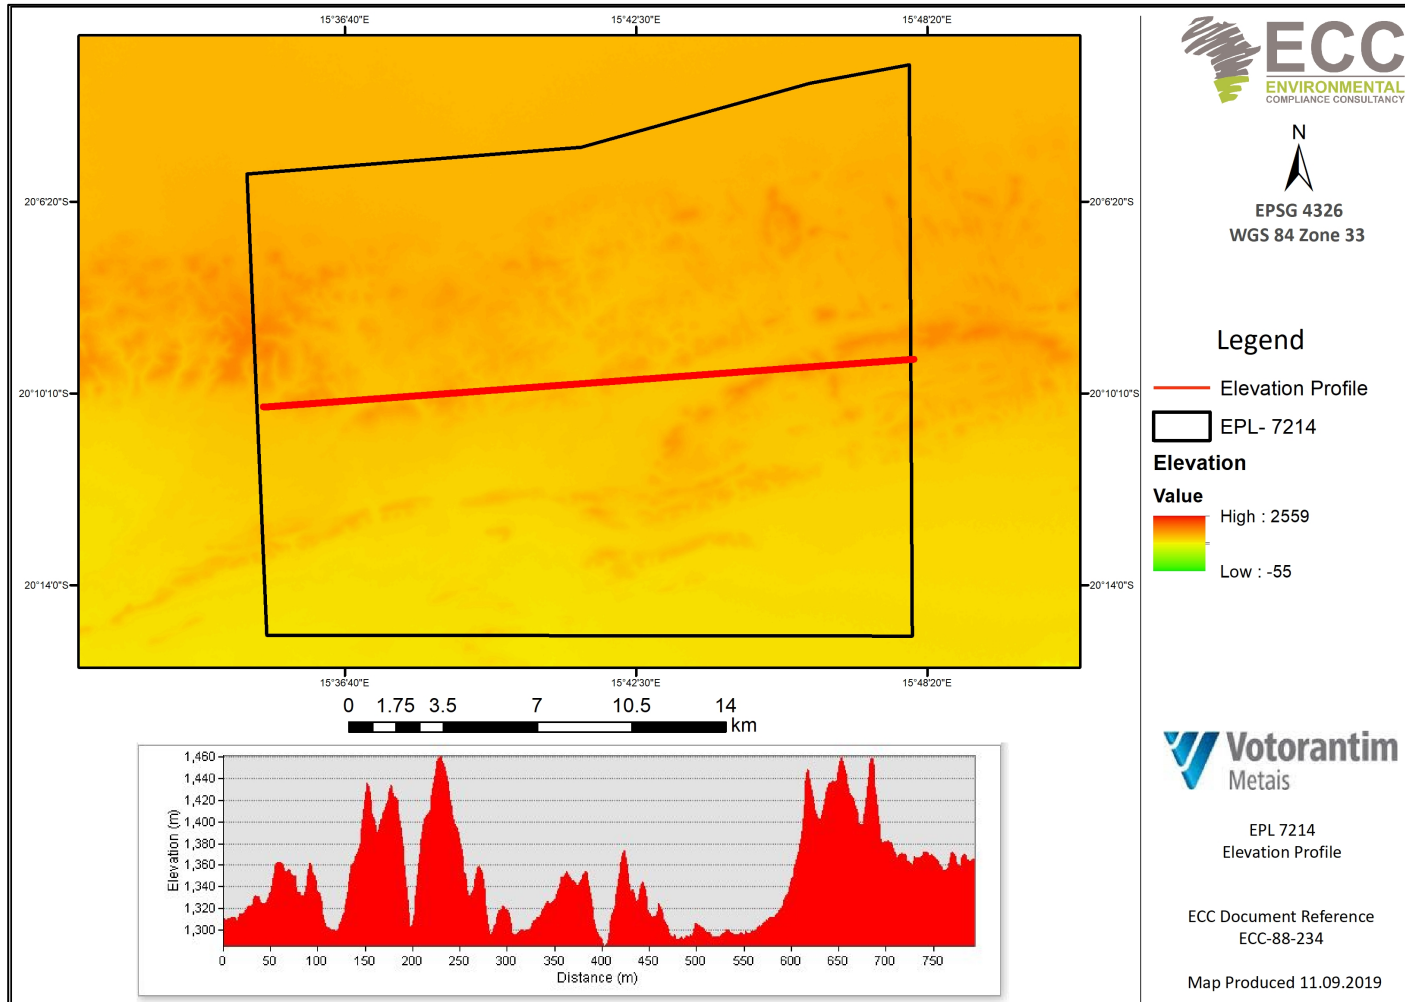 15°36'40"E 15°42'30"E 15°48'20"E
20°6'20"S 20°6'20"S
20°10'10"S 20°10'10"S
20°14'0"S 20°14'0"S
15°36'40"E 15°42'30"E 15°48'20"E
0 1.75 3.5 7 10.5 14
km
1,460
1,440
1,420
1,400
1,380
1,360
1,340
1,320
1,300
Elevation (m)
0 50 100 150 200 250 300 350 400 450 500 550 600 650 700 750
Distance (m)
ECC
ENVIRONMENTAL
COMPLIANCE CONSULTANCY
N
EPSG 4326
WGS 84 Zone 33
Legend
Elevation Profile
EPL- 7214
Elevation
Value
High : 2559
Low : -55
Votorantim
Metais
EPL 7214
Elevation Profile
ECC Document Reference
ECC-88-234
Map Produced 11.09.2019